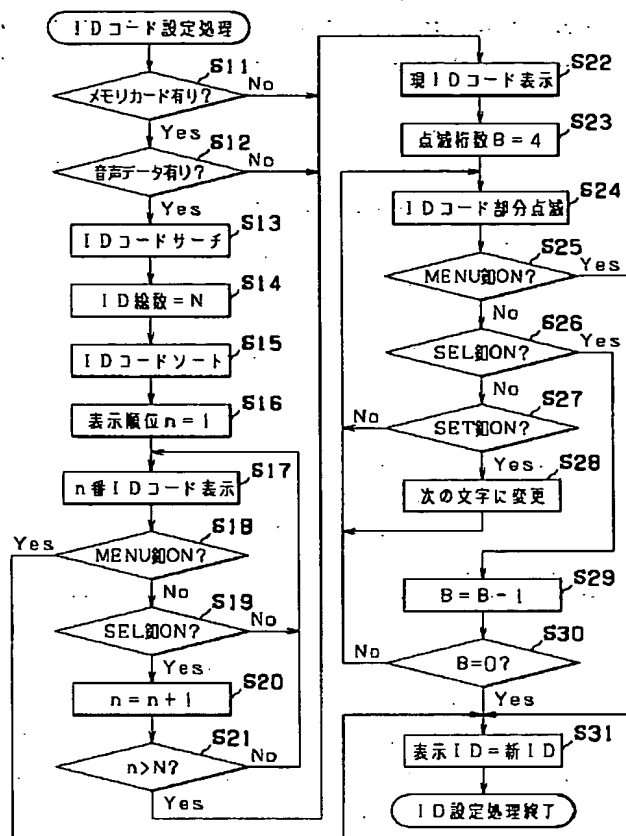 IDコード設定処理
S11
メモリカード有り?
No
Yes
S12
音声データ有り?
No
Yes
S13
IDコードサーチ
S14
ID総数=N
S15
IDコードソート
S16
表示順位n=1
S17
n番IDコード表示
S18
Yes
MENU釦ON?
No
S19
SEL釦ON?
No
Yes
S20
n=n+1
S21
n>N?
No
Yes
S22
現IDコード表示
S23
点滅桁数B=4
S24
IDコード部分点滅
S25
MENU釦ON?
Yes
No
S26
SEL釦ON?
Yes
No
S27
No
SET釦ON?
Yes
S28
次の文字に変更
S29
B=B-1
S30
No
B=0?
Yes
S31
表示ID=新ID
ID設定処理終了